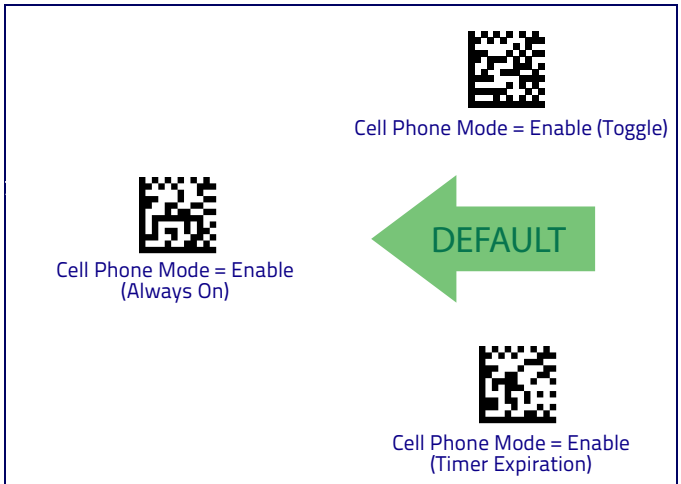 Cell Phone Mode = Enable (Toggle)
DEFAULT
Cell Phone Mode = Enable
(Always On)
Cell Phone Mode = Enable
(Timer Expiration)